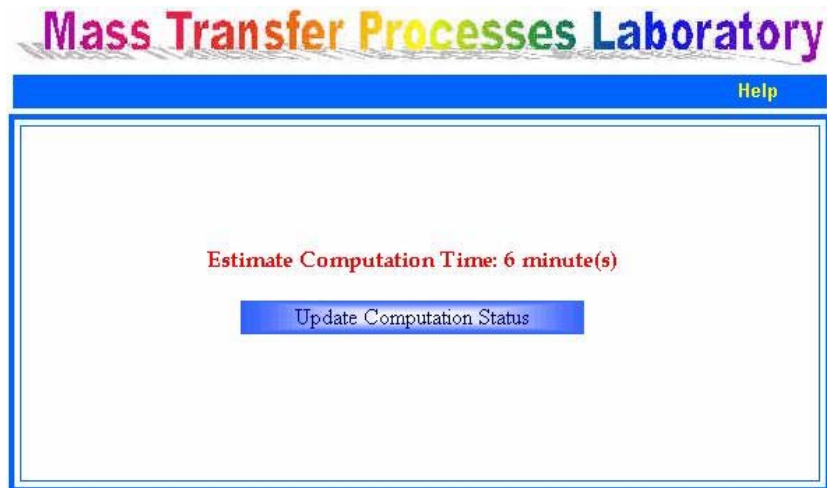 Mass Transfer Processes Laboratory
Help
Estimate Computation Time: 6 minute(s)
Update Computation Status